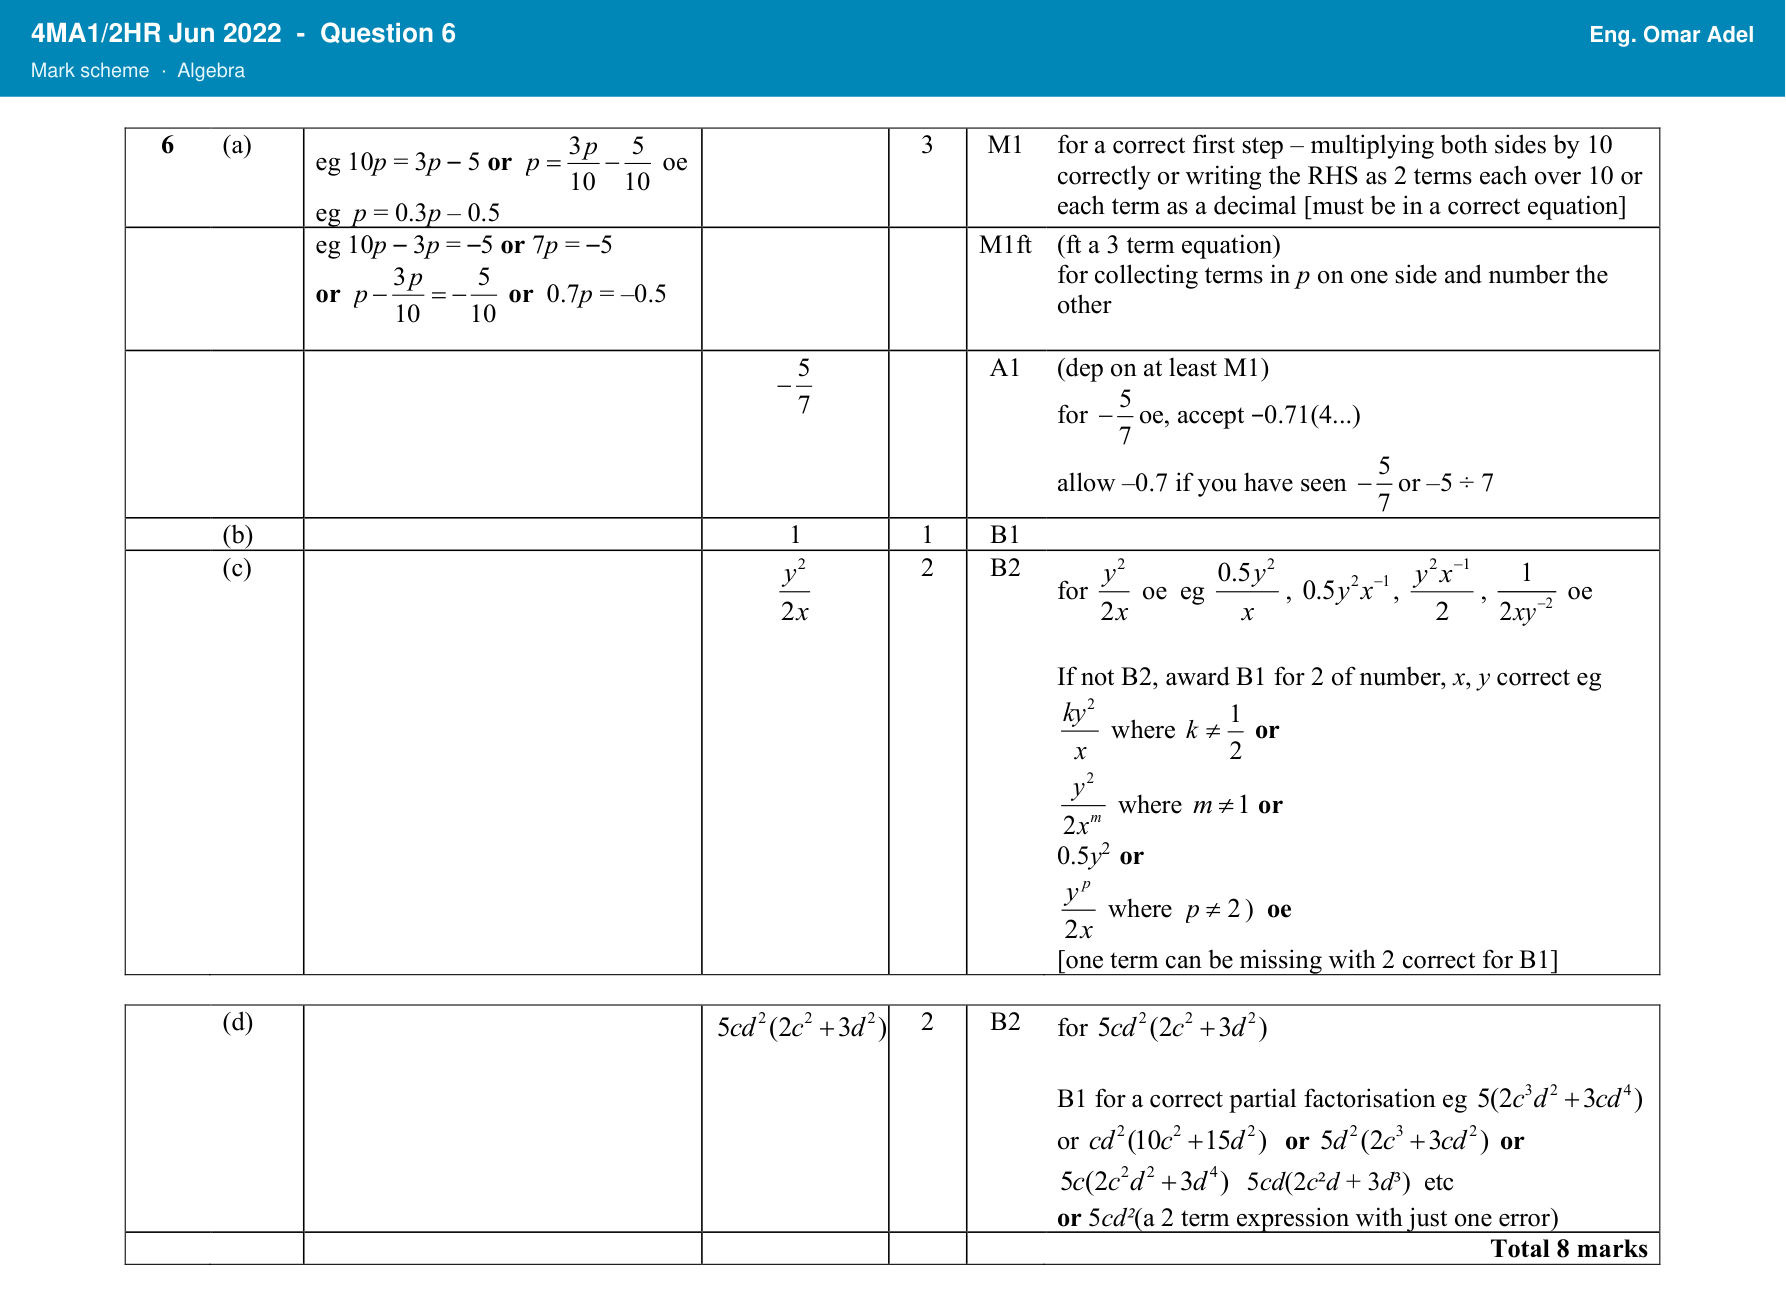 4MA1/2HR Jun 2022 - Question 6
Eng. Omar Adel
Mark scheme · Algebra
6 (a) eg 10p = 3p − 5 or p = 3p/10 − 5/10 oe 3 M1 for a correct first step – multiplying both sides by 10
correctly or writing the RHS as 2 terms each over 10 or
eg p = 0.3p – 0.5 each term as a decimal [must be in a correct equation]
eg 10p − 3p = −5 or 7p = −5 M1ft (ft a 3 term equation)
or p − 3p/10 = − 5/10 or 0.7p = –0.5 for collecting terms in p on one side and number the
other
−5/7 A1 (dep on at least M1)
for −5/7 oe, accept −0.71(4...)
allow –0.7 if you have seen −5/7 or –5 ÷ 7
(b) 1 1 B1
(c) y²/2x 2 B2 for y²/2x oe eg 0.5y²/x , 0.5y²x⁻¹, y²x⁻¹/2 , 1/2xy⁻² oe
If not B2, award B1 for 2 of number, x, y correct eg
ky²/x where k ≠ 1/2 or
y²/2xᵐ where m ≠ 1 or
0.5y² or
yᵖ/2x where p ≠ 2 ) oe
[one term can be missing with 2 correct for B1]
(d) 5cd²(2c² + 3d²) 2 B2 for 5cd²(2c² + 3d²)
B1 for a correct partial factorisation eg 5(2c³d² + 3cd⁴)
or cd²(10c² + 15d²) or 5d²(2c³ + 3cd²) or
5c(2c²d² + 3d⁴) 5cd(2c²d + 3d³) etc
or 5cd²(a 2 term expression with just one error)
Total 8 marks